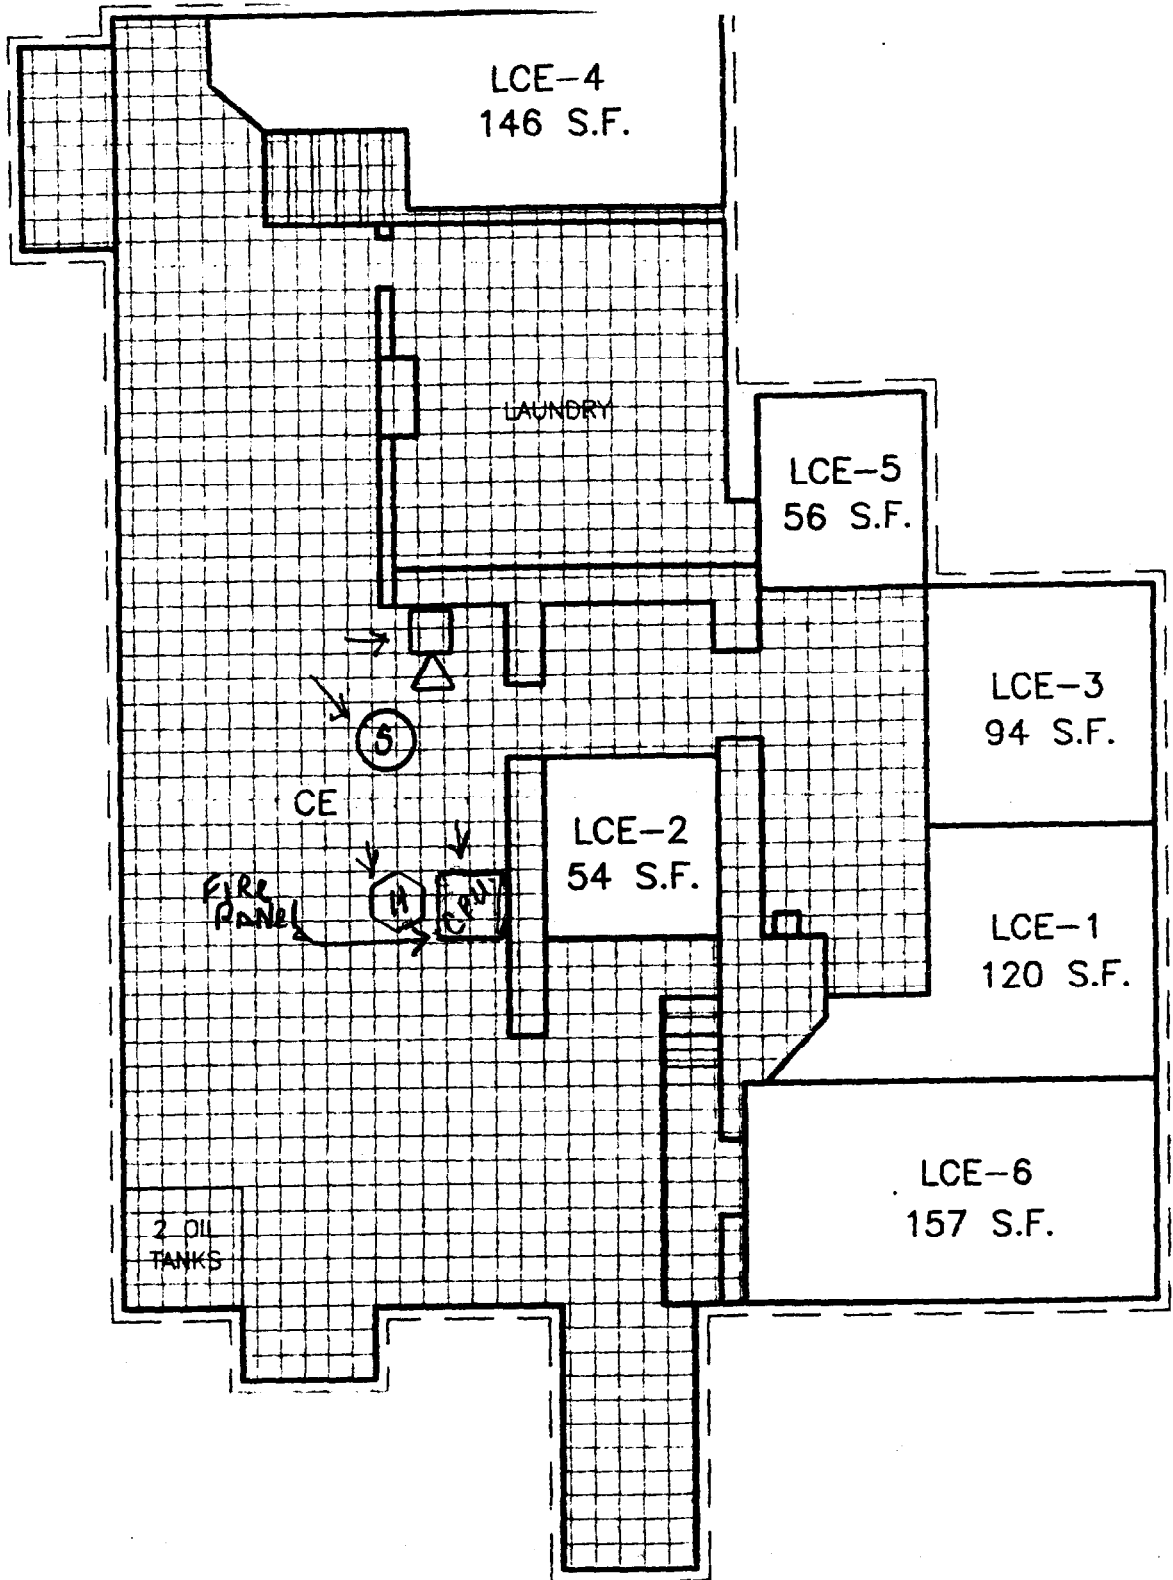 LCE-4
146 S.F.
LAUNDRY
LCE-5
56 S.F.
LCE-3
94 S.F.
S
CE
LCE-2
54 S.F.
FIRE
PANEL
H
CPU
LCE-1
120 S.F.
LCE-6
157 S.F.
2 OIL
TANKS